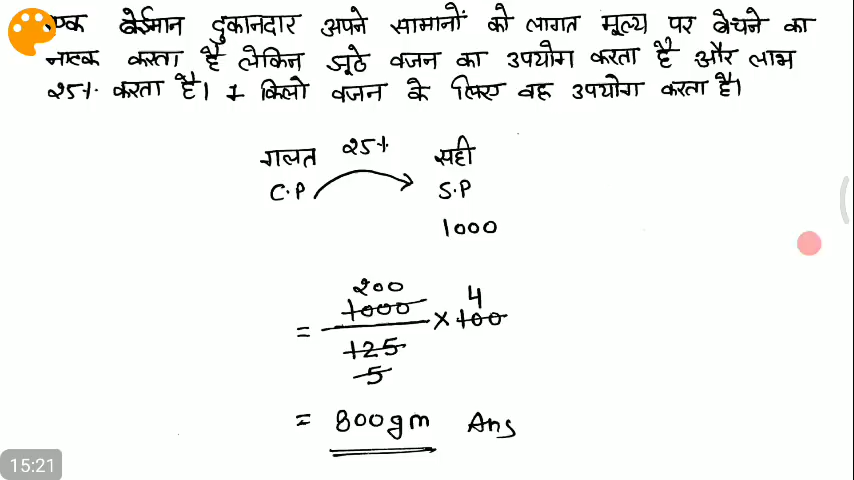 एक बेईमान दुकानदार अपने सामानों को लागत मूल्य पर बेचने का
नाटक करता है लेकिन झूठे वजन का उपयोग करता है और लाभ
25% करता है। 1 किलो वजन के लिए वह उपयोग करता है।
गलत 25% सही
C.P S.P
1000
200 4
= 1000 × 100
125
5
= 800gm Ans
15:21